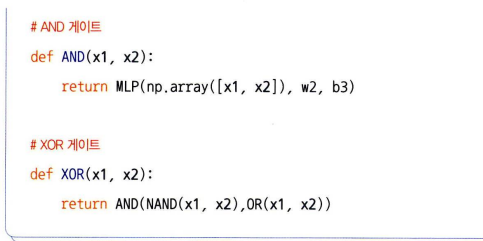 # AND 게이트
def AND(x1, x2):
    return MLP(np.array([x1, x2]), w2, b3)
# XOR 게이트
def XOR(x1, x2):
    return AND(NAND(x1, x2),OR(x1, x2))